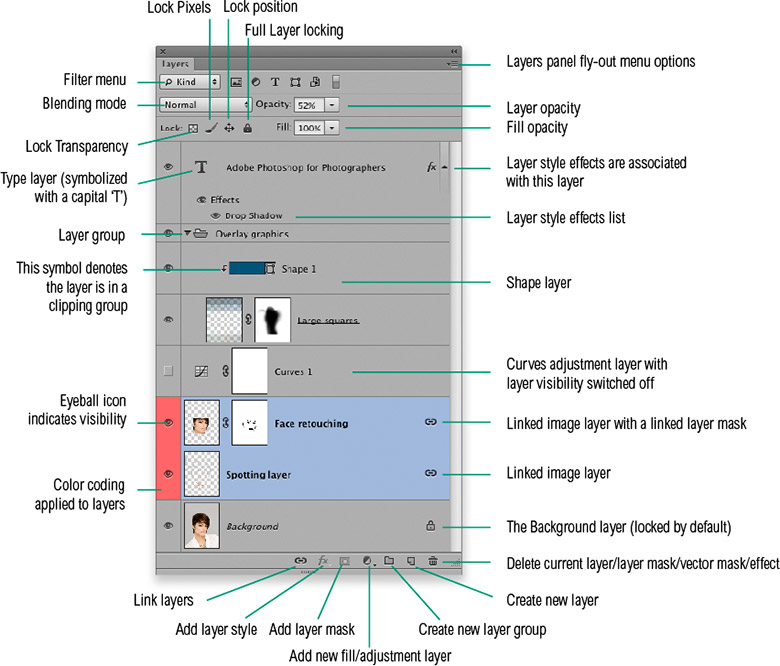 Lock Pixels
Lock position
Full Layer locking
Layers
Layers panel fly-out menu options
Filter menu
Kind
T
Blending mode
Normal
Opacity: 52%
Layer opacity
Lock:
Fill: 100%
Fill opacity
Lock Transparency
Type layer (symbolized
with a capital ‘T’)
T
Adobe Photoshop for Photographers
fx
Layer style effects are associated
with this layer
Effects
Drop Shadow
Layer style effects list
Layer group
Overlay graphics
This symbol denotes
the layer is in a
clipping group
Shape 1
Shape layer
Large squares
Curves 1
Curves adjustment layer with
layer visibility switched off
Eyeball icon
indicates visibility
Face retouching
Linked image layer with a linked layer mask
Color coding
applied to layers
Spotting layer
Linked image layer
Background
The Background layer (locked by default)
fx
Delete current layer/layer mask/vector mask/effect
Link layers
Create new layer
Add layer style
Add layer mask
Create new layer group
Add new fill/adjustment layer